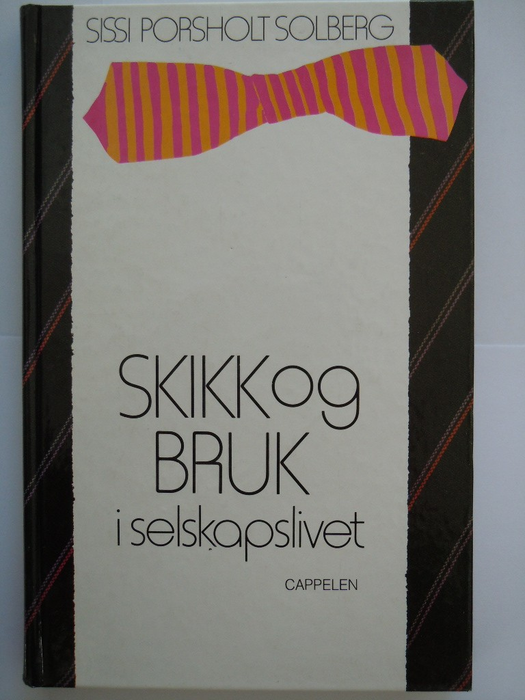 SISSI PORSHOLT SOLBERG
SKIKK og
BRUK
i selskapslivet
CAPPELEN